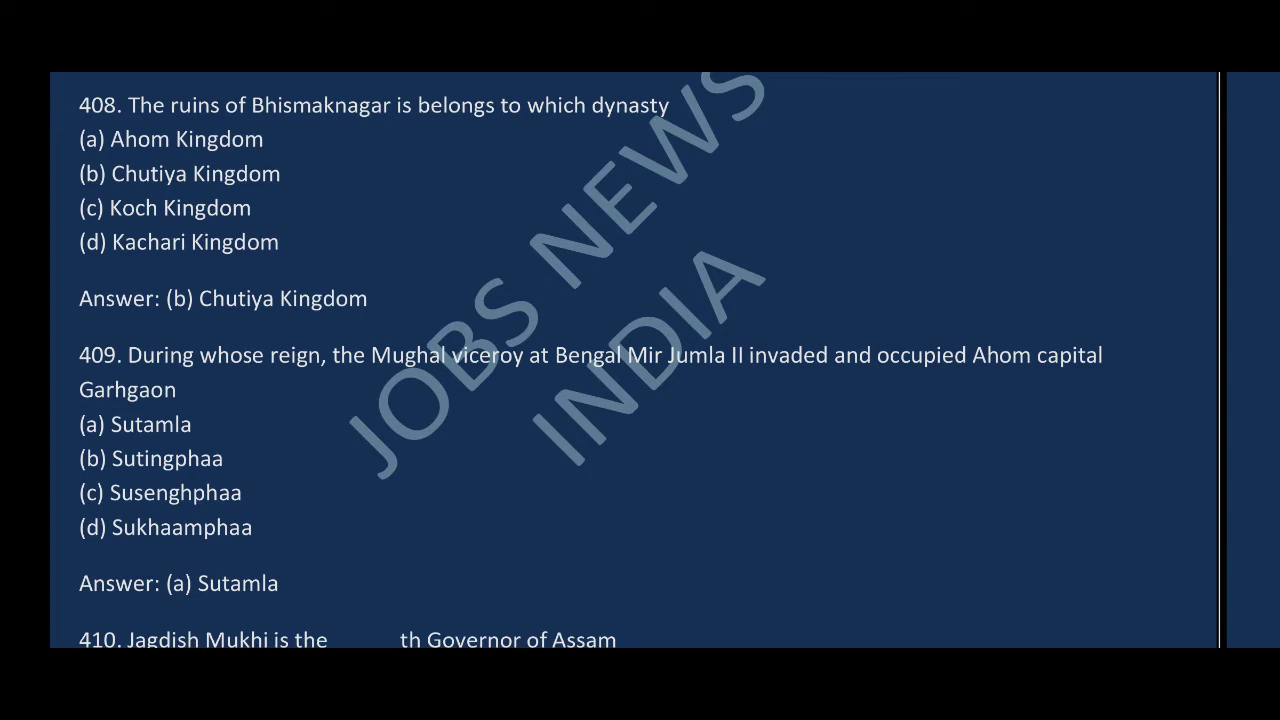 408. The ruins of Bhismaknagar is belongs to which dynasty
(a) Ahom Kingdom
(b) Chutiya Kingdom
(c) Koch Kingdom
(d) Kachari Kingdom
Answer: (b) Chutiya Kingdom
409. During whose reign, the Mughal viceroy at Bengal Mir Jumla II invaded and occupied Ahom capital
Garhgaon
(a) Sutamla
(b) Sutingphaa
(c) Susenghphaa
(d) Sukhaamphaa
Answer: (a) Sutamla
410. Jagdish Mukhi is the th Governor of Assam
JOBS NEWS
INDIA